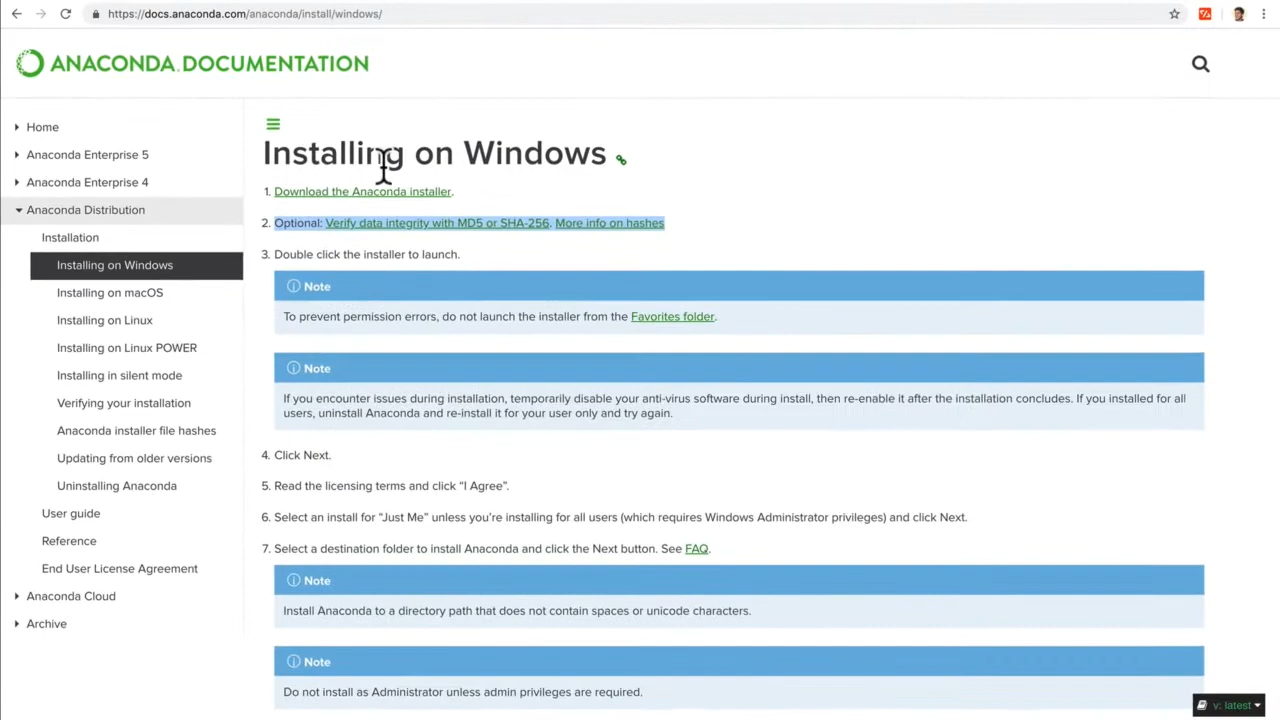 https://docs.anaconda.com/anaconda/install/windows/
ANACONDA.DOCUMENTATION
Home
Anaconda Enterprise 5
Anaconda Enterprise 4
Anaconda Distribution
Installation
Installing on Windows
Installing on macOS
Installing on Linux
Installing on Linux POWER
Installing in silent mode
Verifying your installation
Anaconda installer file hashes
Updating from older versions
Uninstalling Anaconda
User guide
Reference
End User License Agreement
Anaconda Cloud
Archive
Installing on Windows
1. Download the Anaconda installer.
2. Optional: Verify data integrity with MD5 or SHA-256. More info on hashes
3. Double click the installer to launch.
Note
To prevent permission errors, do not launch the installer from the Favorites folder.
Note
If you encounter issues during installation, temporarily disable your anti-virus software during install, then re-enable it after the installation concludes. If you installed for all
users, uninstall Anaconda and re-install it for your user only and try again.
4. Click Next.
5. Read the licensing terms and click “I Agree”.
6. Select an install for “Just Me” unless you’re installing for all users (which requires Windows Administrator privileges) and click Next.
7. Select a destination folder to install Anaconda and click the Next button. See FAQ.
Note
Install Anaconda to a directory path that does not contain spaces or unicode characters.
Note
Do not install as Administrator unless admin privileges are required.
v: latest